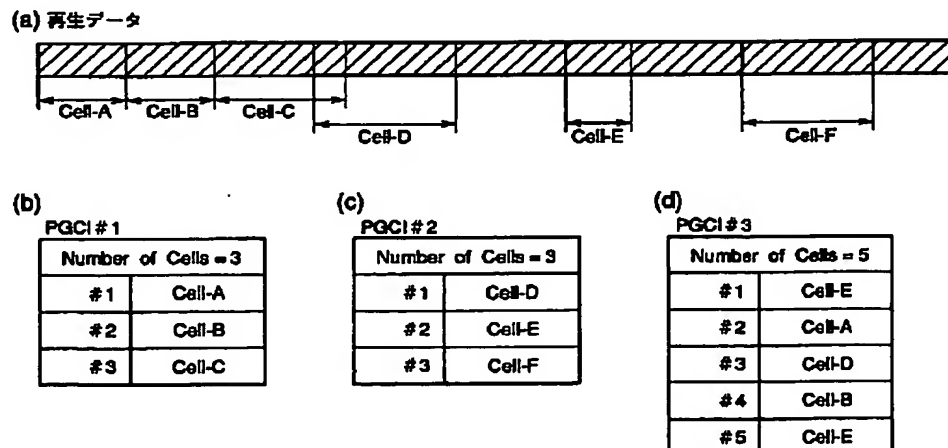 (a) 再生データ
Cell-A Cell-B Cell-C
Cell-D Cell-E Cell-F
(b)
PGCI#1
Number of Cells = 3
#1 Cell-A
#2 Cell-B
#3 Cell-C
(c)
PGCI#2
Number of Cells = 3
#1 Cell-D
#2 Cell-E
#3 Cell-F
(d)
PGCI#3
Number of Cells = 5
#1 Cell-E
#2 Cell-A
#3 Cell-D
#4 Cell-B
#5 Cell-E